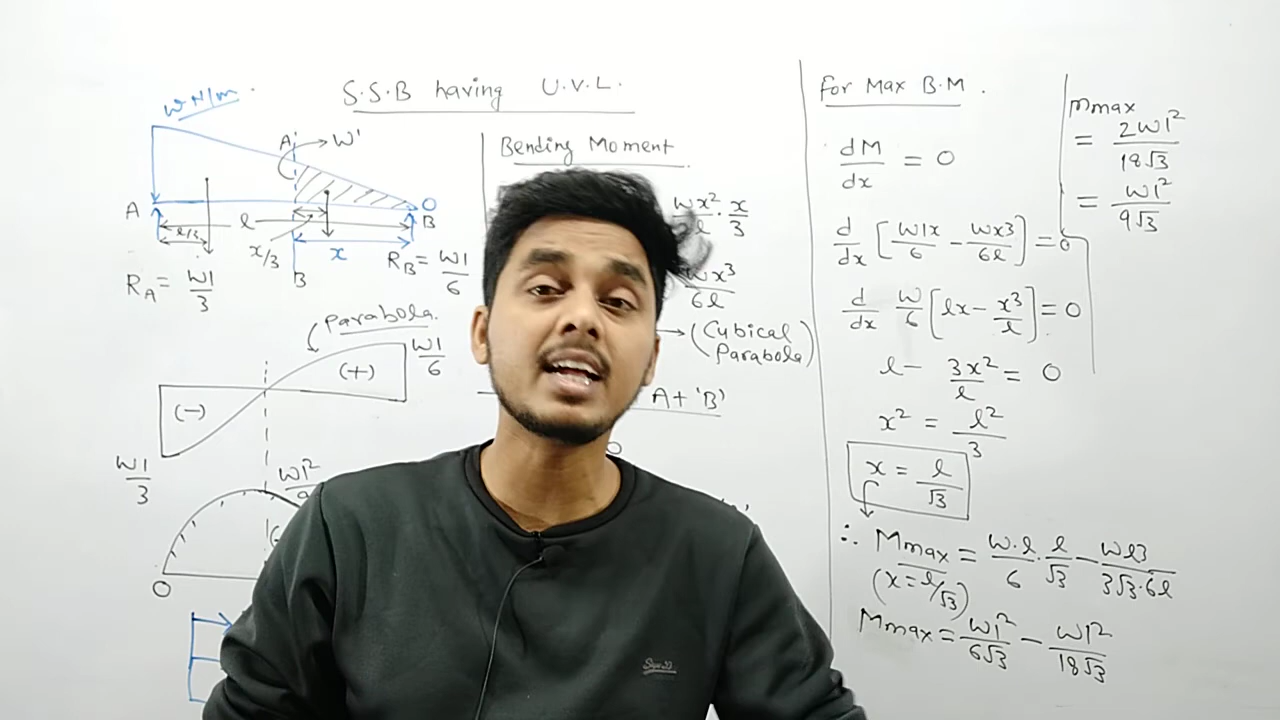 S.S.B having U.V.L.
W N/m
A'
W'
A
l
O
B
l/3
x/3
x
B
R_A = Wl/3
R_B = Wl/6
Parabola.
(+)
Wl/6
(-)
Wl/3
Wl²
O
Bending Moment
Wx²/2l · x/3
Wx³/6l
→ (Cubical
Parabola)
A + 'B')
O
For Max B.M.
dM/dx = 0
d/dx [Wlx/6 - Wx3/6l] = 0
d/dx W/6 [lx - x³/l] = 0
l - 3x²/l = 0
x² = l²/3
x = l/√3
∴ Mmax = W.l/6 · l/√3 - Wl3/3√3·6l
(x = l/√3)
Mmax = Wl²/6√3 - Wl²/18√3
Mmax
= 2Wl²/18√3
= Wl²/9√3